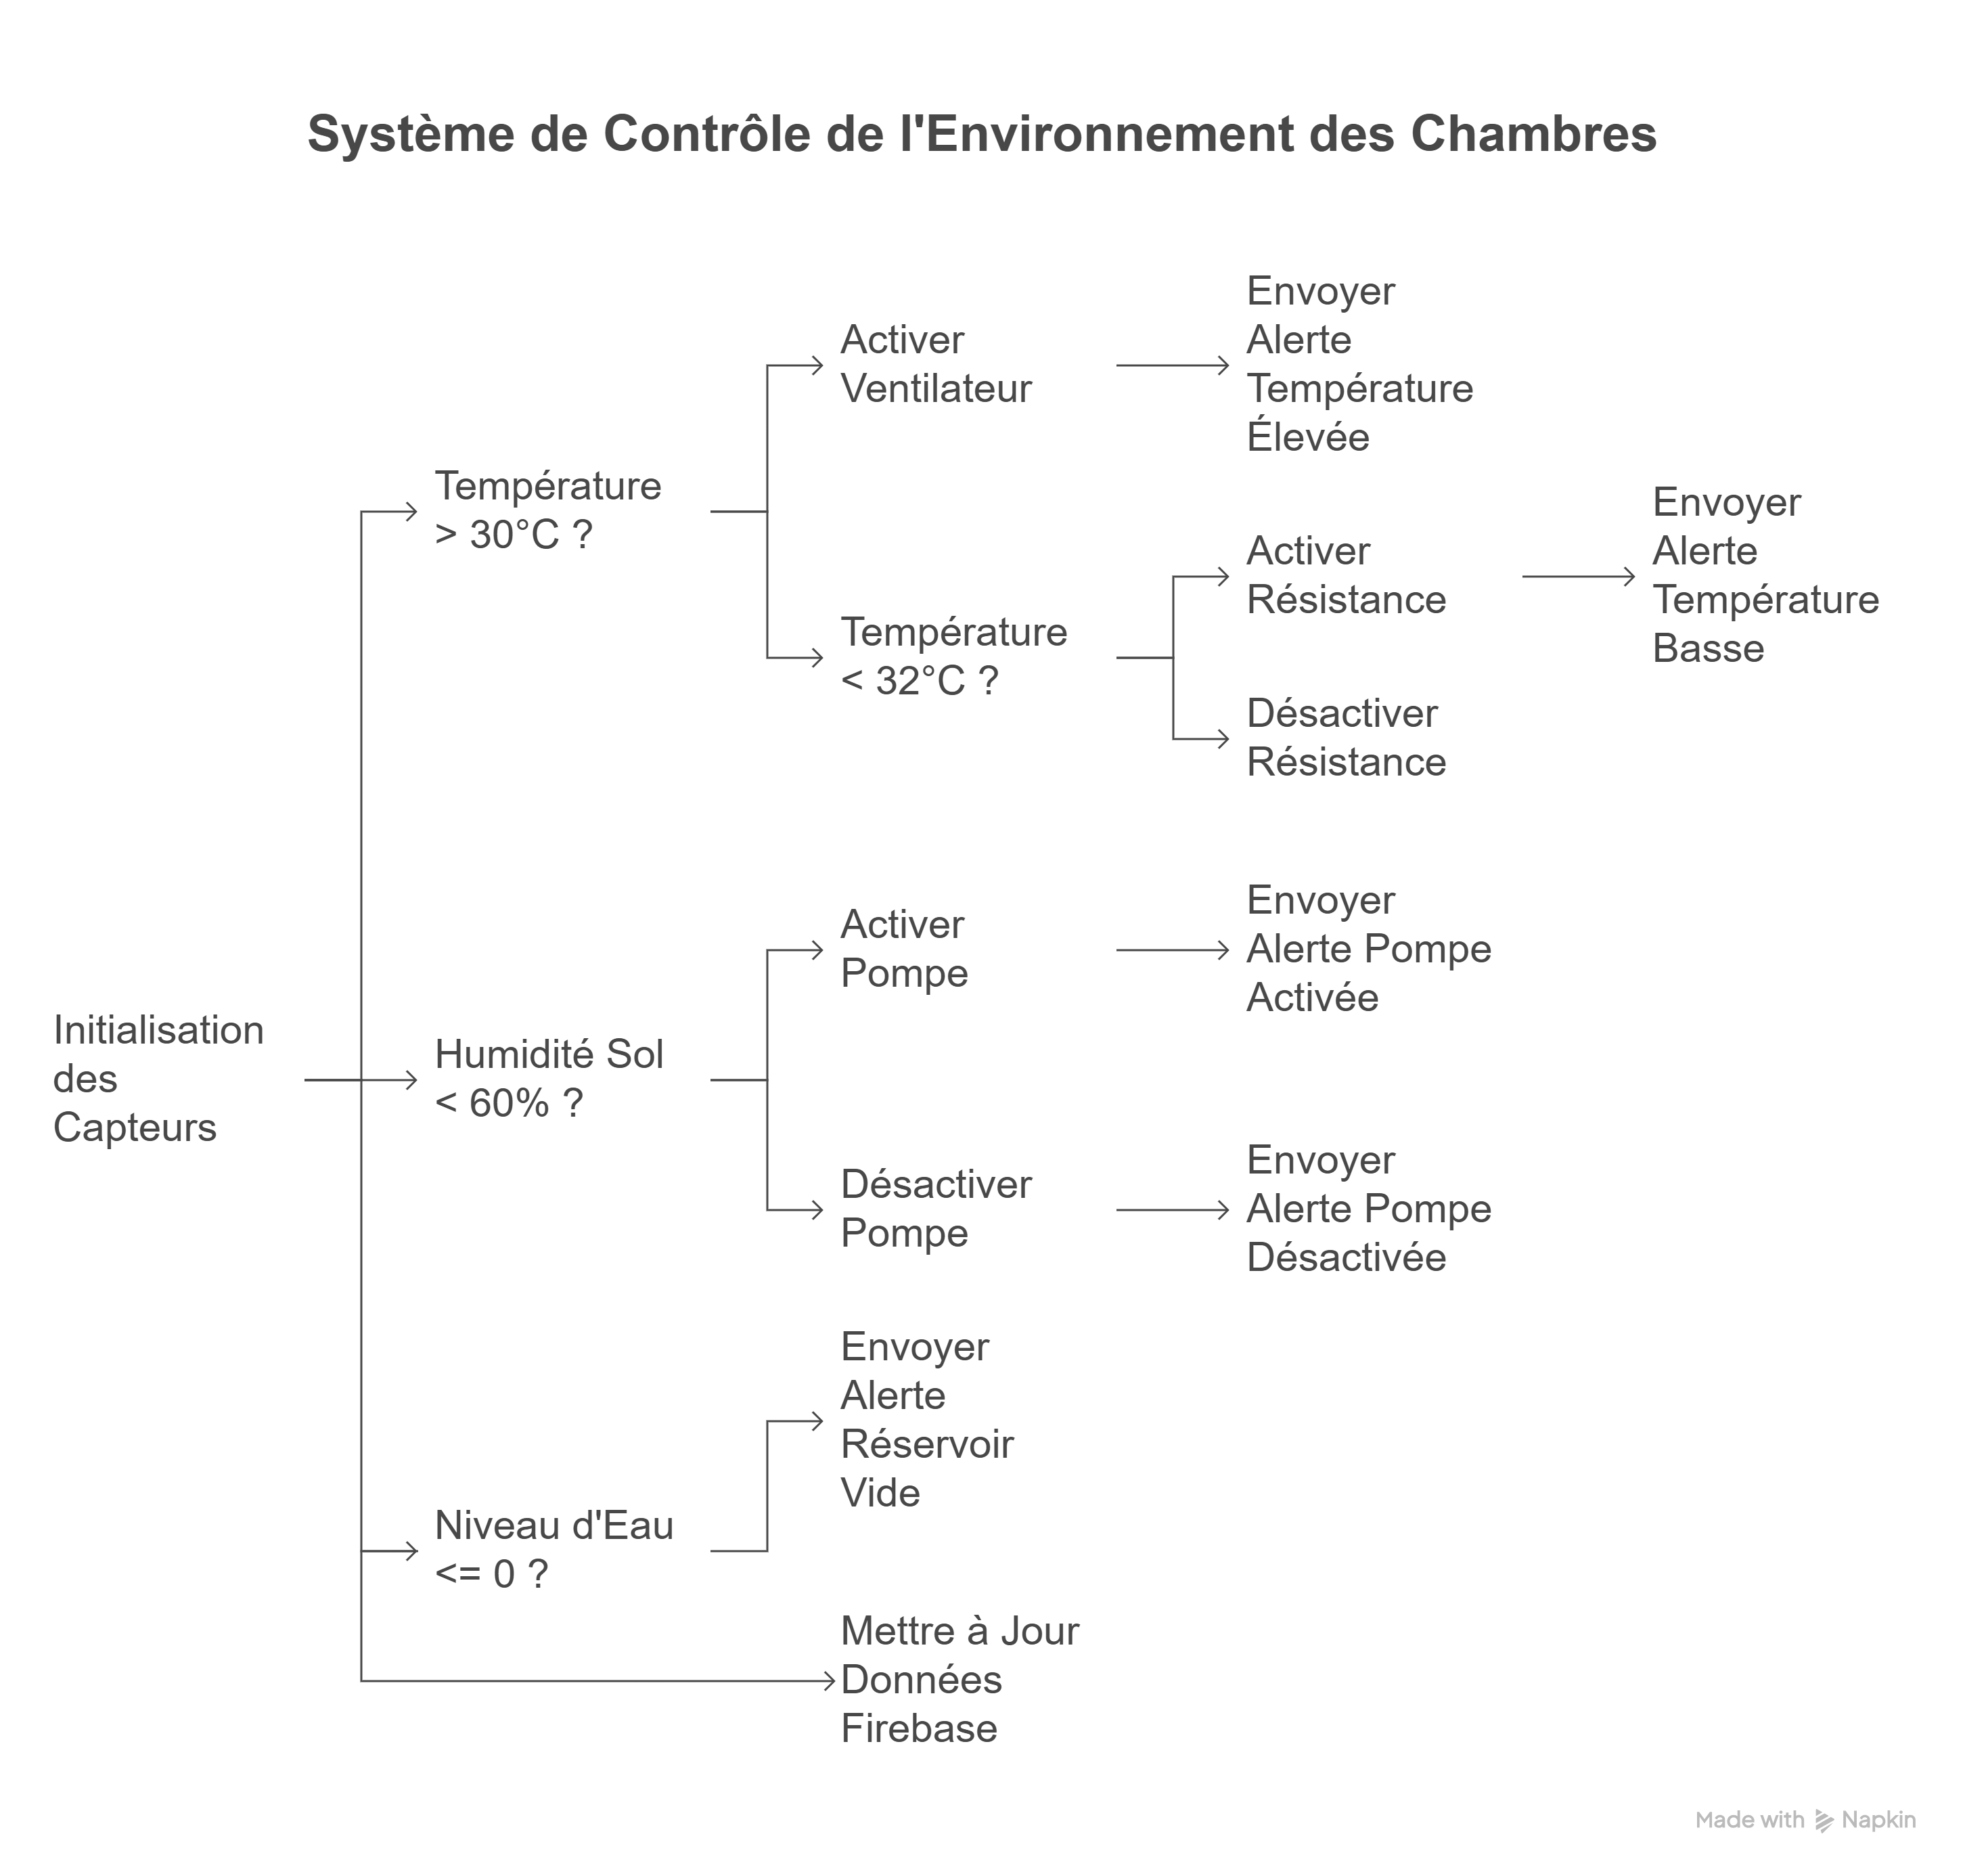 Système de Contrôle de l'Environnement des Chambres
Initialisation
des
Capteurs
Température
> 30°C ?
Activer
Ventilateur
Envoyer
Alerte
Température
Élevée
Température
< 32°C ?
Activer
Résistance
Envoyer
Alerte
Température
Basse
Désactiver
Résistance
Humidité Sol
< 60% ?
Activer
Pompe
Envoyer
Alerte Pompe
Activée
Désactiver
Pompe
Envoyer
Alerte Pompe
Désactivée
Niveau d'Eau
<= 0 ?
Envoyer
Alerte
Réservoir
Vide
Mettre à Jour
Données
Firebase
Made with Napkin